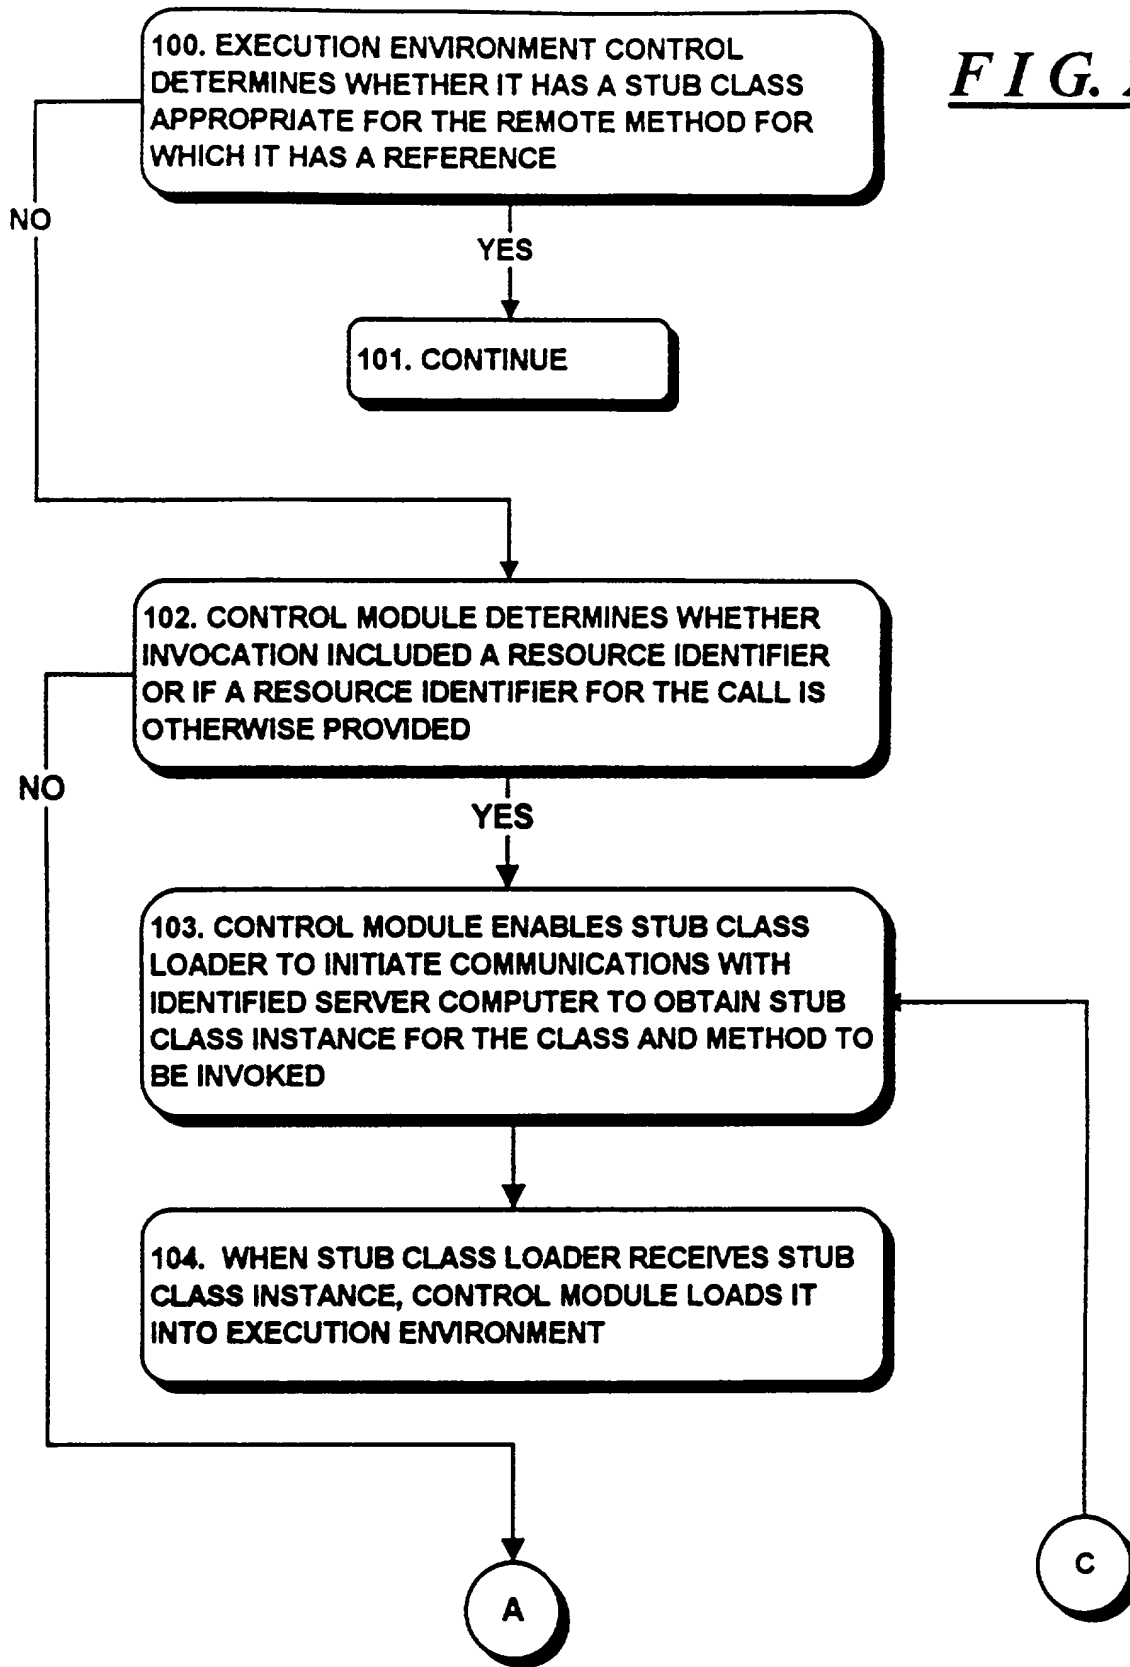 100. EXECUTION ENVIRONMENT CONTROL
DETERMINES WHETHER IT HAS A STUB CLASS
APPROPRIATE FOR THE REMOTE METHOD FOR
WHICH IT HAS A REFERENCE
FIG.
NO
YES
101. CONTINUE
102. CONTROL MODULE DETERMINES WHETHER
INVOCATION INCLUDED A RESOURCE IDENTIFIER
OR IF A RESOURCE IDENTIFIER FOR THE CALL IS
OTHERWISE PROVIDED
NO
YES
103. CONTROL MODULE ENABLES STUB CLASS
LOADER TO INITIATE COMMUNICATIONS WITH
IDENTIFIED SERVER COMPUTER TO OBTAIN STUB
CLASS INSTANCE FOR THE CLASS AND METHOD TO
BE INVOKED
104. WHEN STUB CLASS LOADER RECEIVES STUB
CLASS INSTANCE, CONTROL MODULE LOADS IT
INTO EXECUTION ENVIRONMENT
A
C